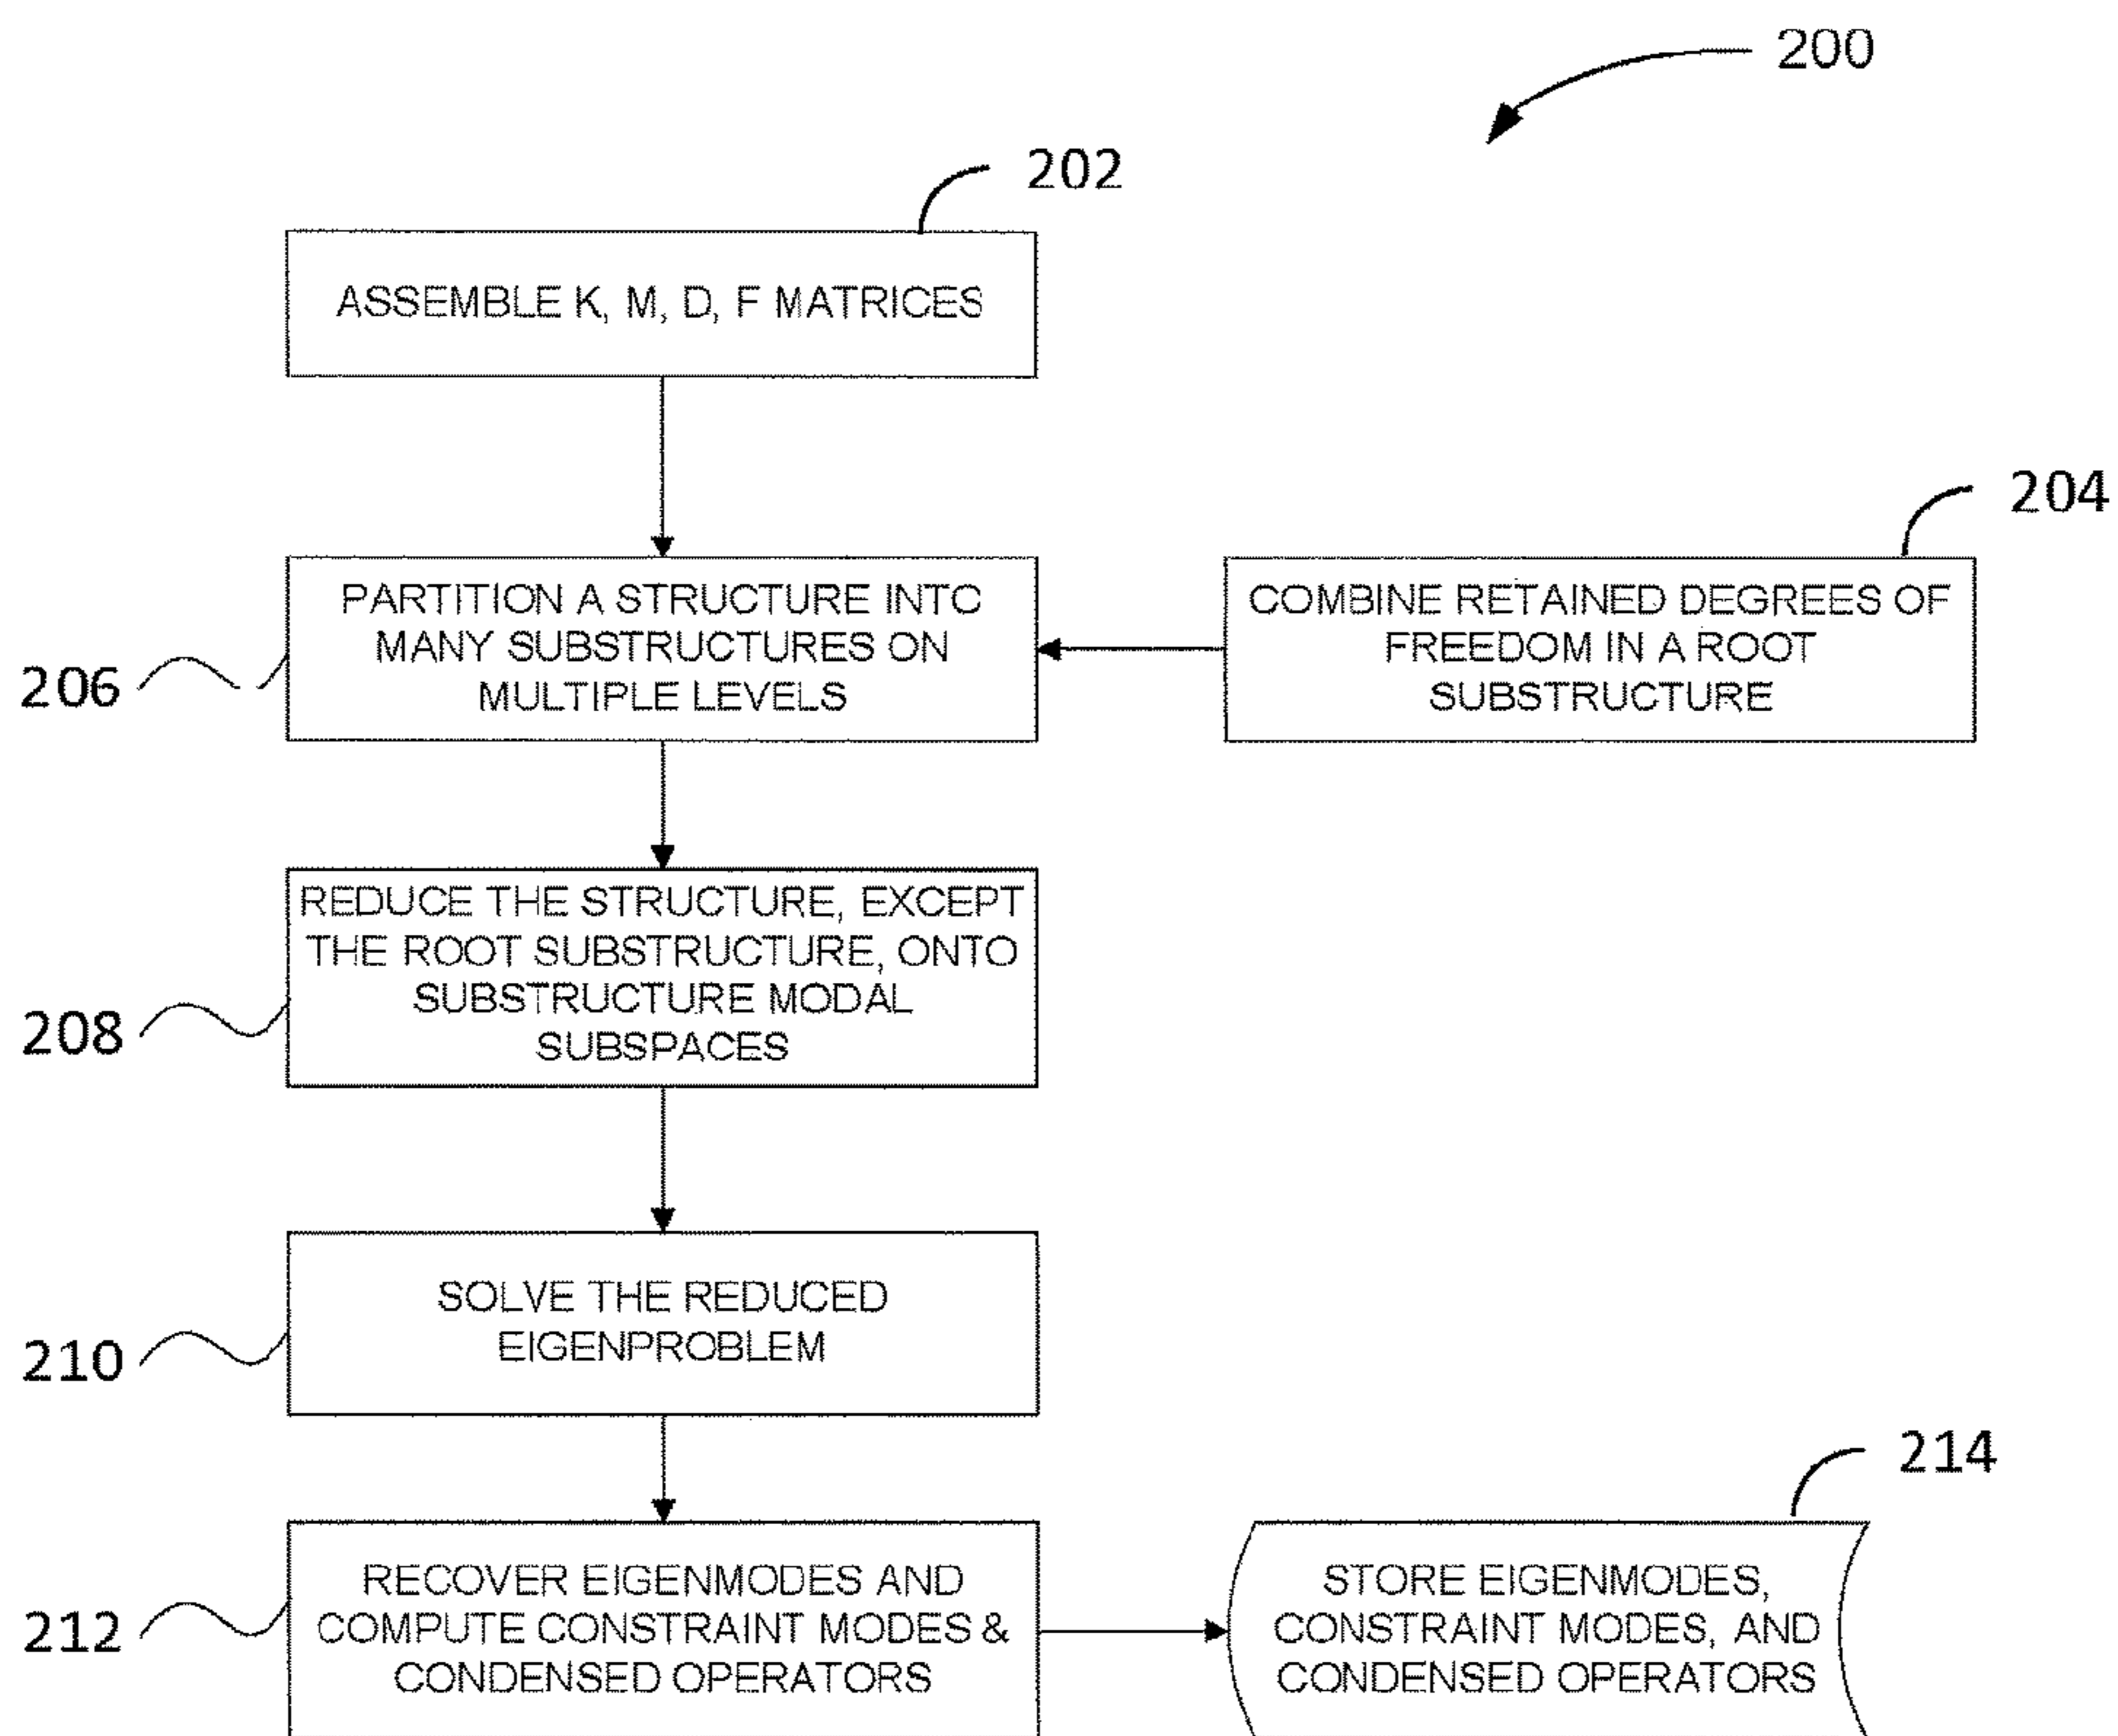 200
202
ASSEMBLE K, M, D, F MATRICES
204
PARTITION A STRUCTURE INTO
MANY SUBSTRUCTURES ON
MULTIPLE LEVELS
206
COMBINE RETAINED DEGREES OF
FREEDOM IN A ROOT
SUBSTRUCTURE
REDUCE THE STRUCTURE, EXCEPT
THE ROOT SUBSTRUCTURE, ONTO
SUBSTRUCTURE MODAL
SUBSPACES
208
SOLVE THE REDUCED
EIGENPROBLEM
210
214
RECOVER EIGENMODES AND
COMPUTE CONSTRAINT MODES &
CONDENSED OPERATORS
212
STORE EIGENMODES,
CONSTRAINT MODES, AND
CONDENSED OPERATORS